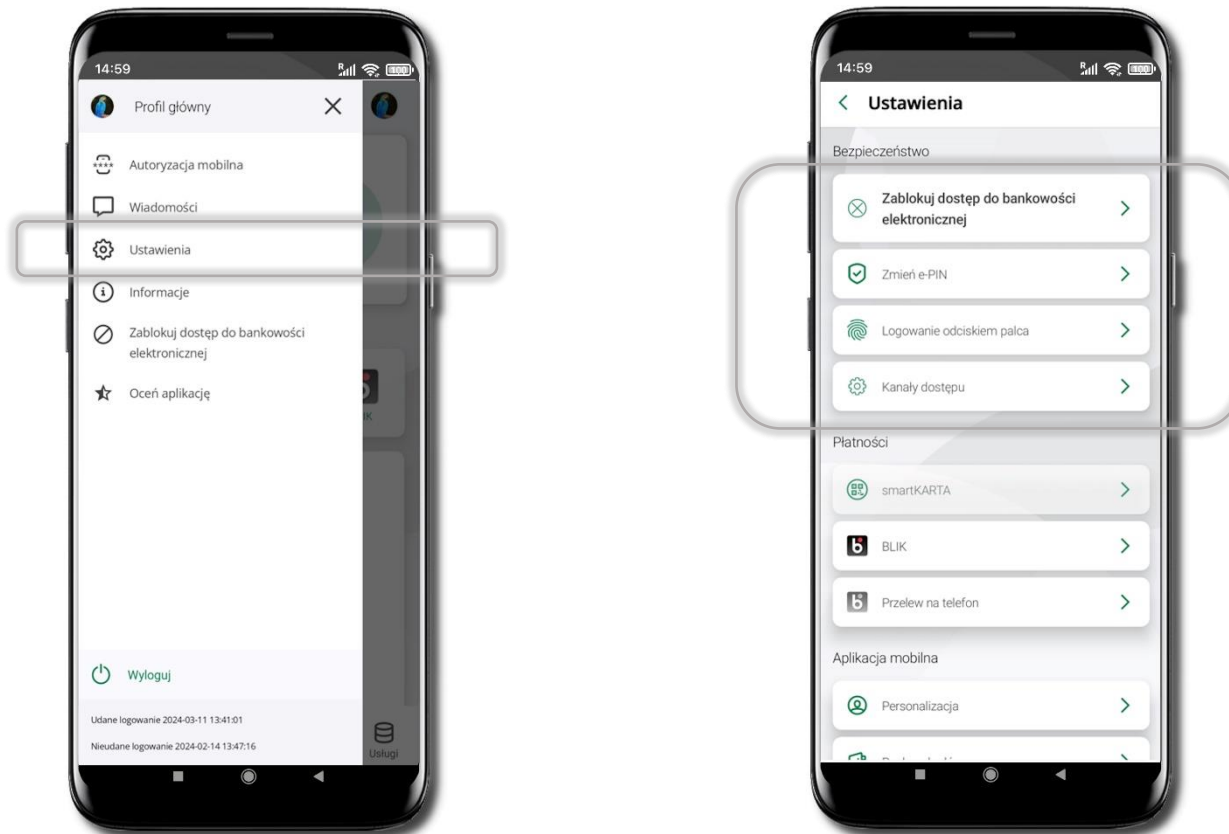 14:59
Profil główny
Autoryzacja mobilna
Wiadomości
Ustawienia
Informacje
Zablokuj dostęp do bankowości
elektronicznej
Oceń aplikację
Wyloguj
Udane logowanie 2024-03-11 13:41:01
Nieudane logowanie 2024-02-14 13:47:16
Usługi
14:59
Ustawienia
Bezpieczeństwo
Zablokuj dostęp do bankowości
elektronicznej
Zmień e-PIN
Logowanie odciskiem palca
Kanały dostępu
Płatności
smartKARTA
BLIK
Przelew na telefon
Aplikacja mobilna
Personalizacja